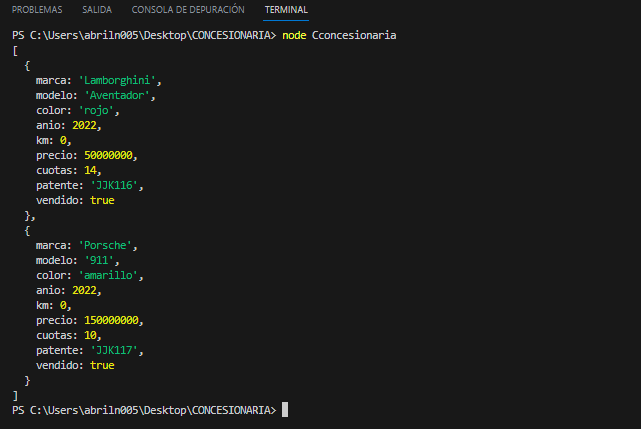 PROBLEMAS SALIDA CONSOLA DE DEPURACIÓN TERMINAL
PS C:\Users\abriln005\Desktop\CONCESIONARIA> node Cconcesionaria
[
  {
    marca: 'Lamborghini',
    modelo: 'Aventador',
    color: 'rojo',
    anio: 2022,
    km: 0,
    precio: 50000000,
    cuotas: 14,
    patente: 'JJK116',
    vendido: true
  },
  {
    marca: 'Porsche',
    modelo: '911',
    color: 'amarillo',
    anio: 2022,
    km: 0,
    precio: 150000000,
    cuotas: 10,
    patente: 'JJK117',
    vendido: true
  }
]
PS C:\Users\abriln005\Desktop\CONCESIONARIA>